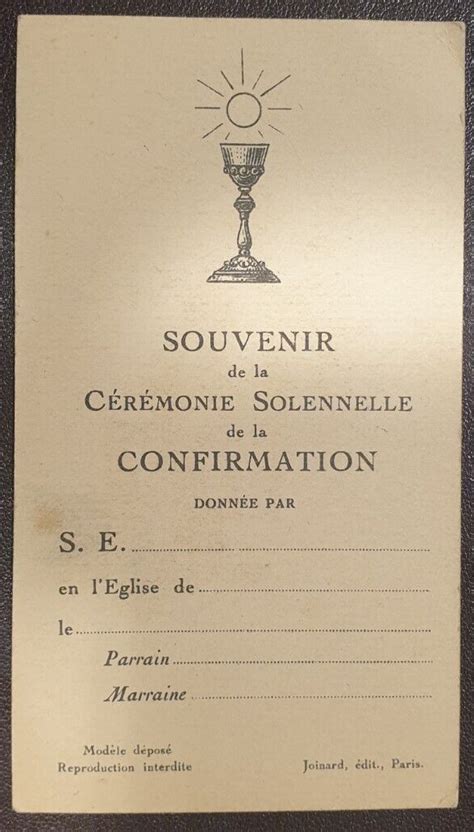 SOUVENIR
de la
CÉRÉMONIE SOLENNELLE
de la
CONFIRMATION
DONNÉE PAR
S. E.
en l'Eglise de
le
Parrain
Marraine
Modèle déposé
Reproduction interdite
Joinard, édit., Paris.